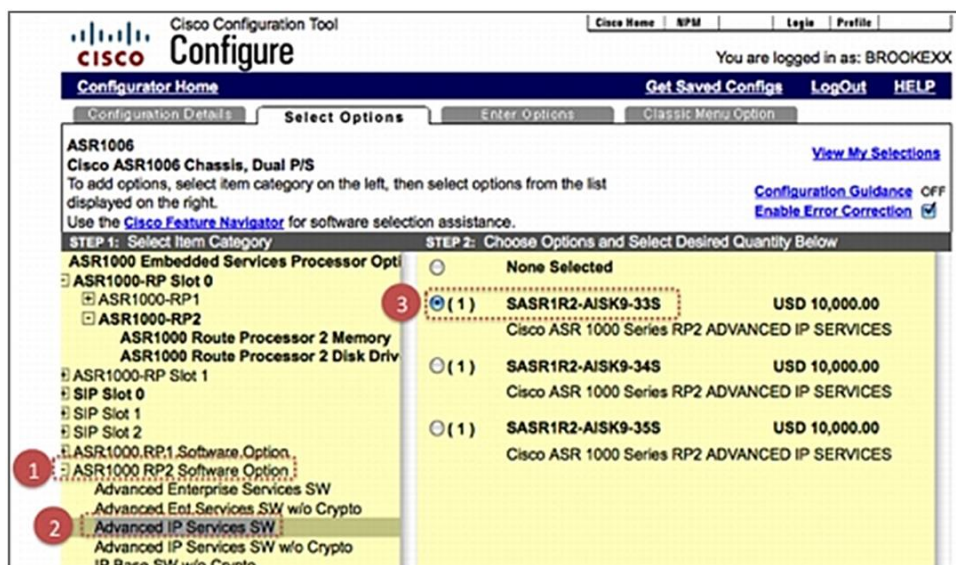 Cisco Configuration Tool
Cisco Home NPM Login Profile
CISCO
Configure
You are logged in as: BROOKEXX
Configurator Home Get Saved Configs LogOut HELP
Configuration Details Select Options Enter Options Classic Menu Option
ASR1006
Cisco ASR1006 Chassis, Dual P/S
View My Selections
To add options, select item category on the left, then select options from the list
displayed on the right.
Configuration Guidance OFF
Use the Cisco Feature Navigator for software selection assistance.
Enable Error Correction
STEP 1: Select Item Category
ASR1000 Embedded Services Processor Opti
ASR1000-RP Slot 0
ASR1000-RP1
ASR1000-RP2
ASR1000 Route Processor 2 Memory
ASR1000 Route Processor 2 Disk Driv
ASR1000-RP Slot 1
SIP Slot 0
SIP Slot 1
SIP Slot 2
ASR1000 RP1 Software Option
1 ASR1000 RP2 Software Option
Advanced Enterprise Services SW
Advanced Ent Services SW w/o Crypto
2 Advanced IP Services SW
Advanced IP Services SW w/o Crypto
IP Base SW w/o Crypto
STEP 2: Choose Options and Select Desired Quantity Below
None Selected
3 (1) SASR1R2-AISK9-33S USD 10,000.00
Cisco ASR 1000 Series RP2 ADVANCED IP SERVICES
(1) SASR1R2-AISK9-34S USD 10,000.00
Cisco ASR 1000 Series RP2 ADVANCED IP SERVICES
(1) SASR1R2-AISK9-35S USD 10,000.00
Cisco ASR 1000 Series RP2 ADVANCED IP SERVICES